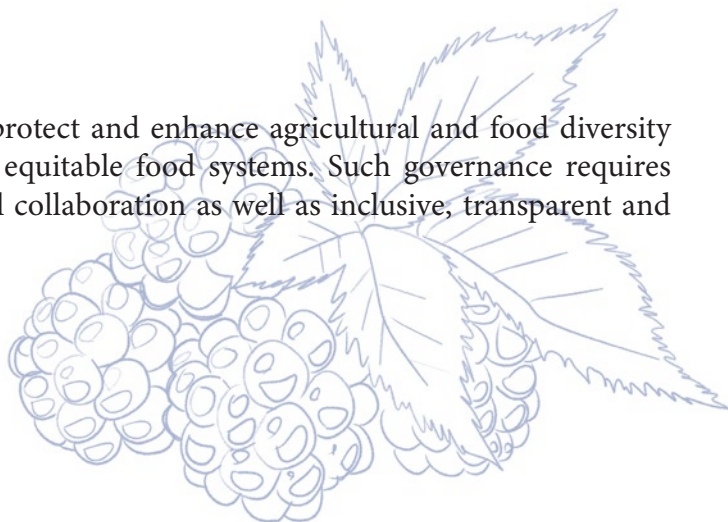 protect and enhance agricultural and food diversity
equitable food systems. Such governance requires
collaboration as well as inclusive, transparent and